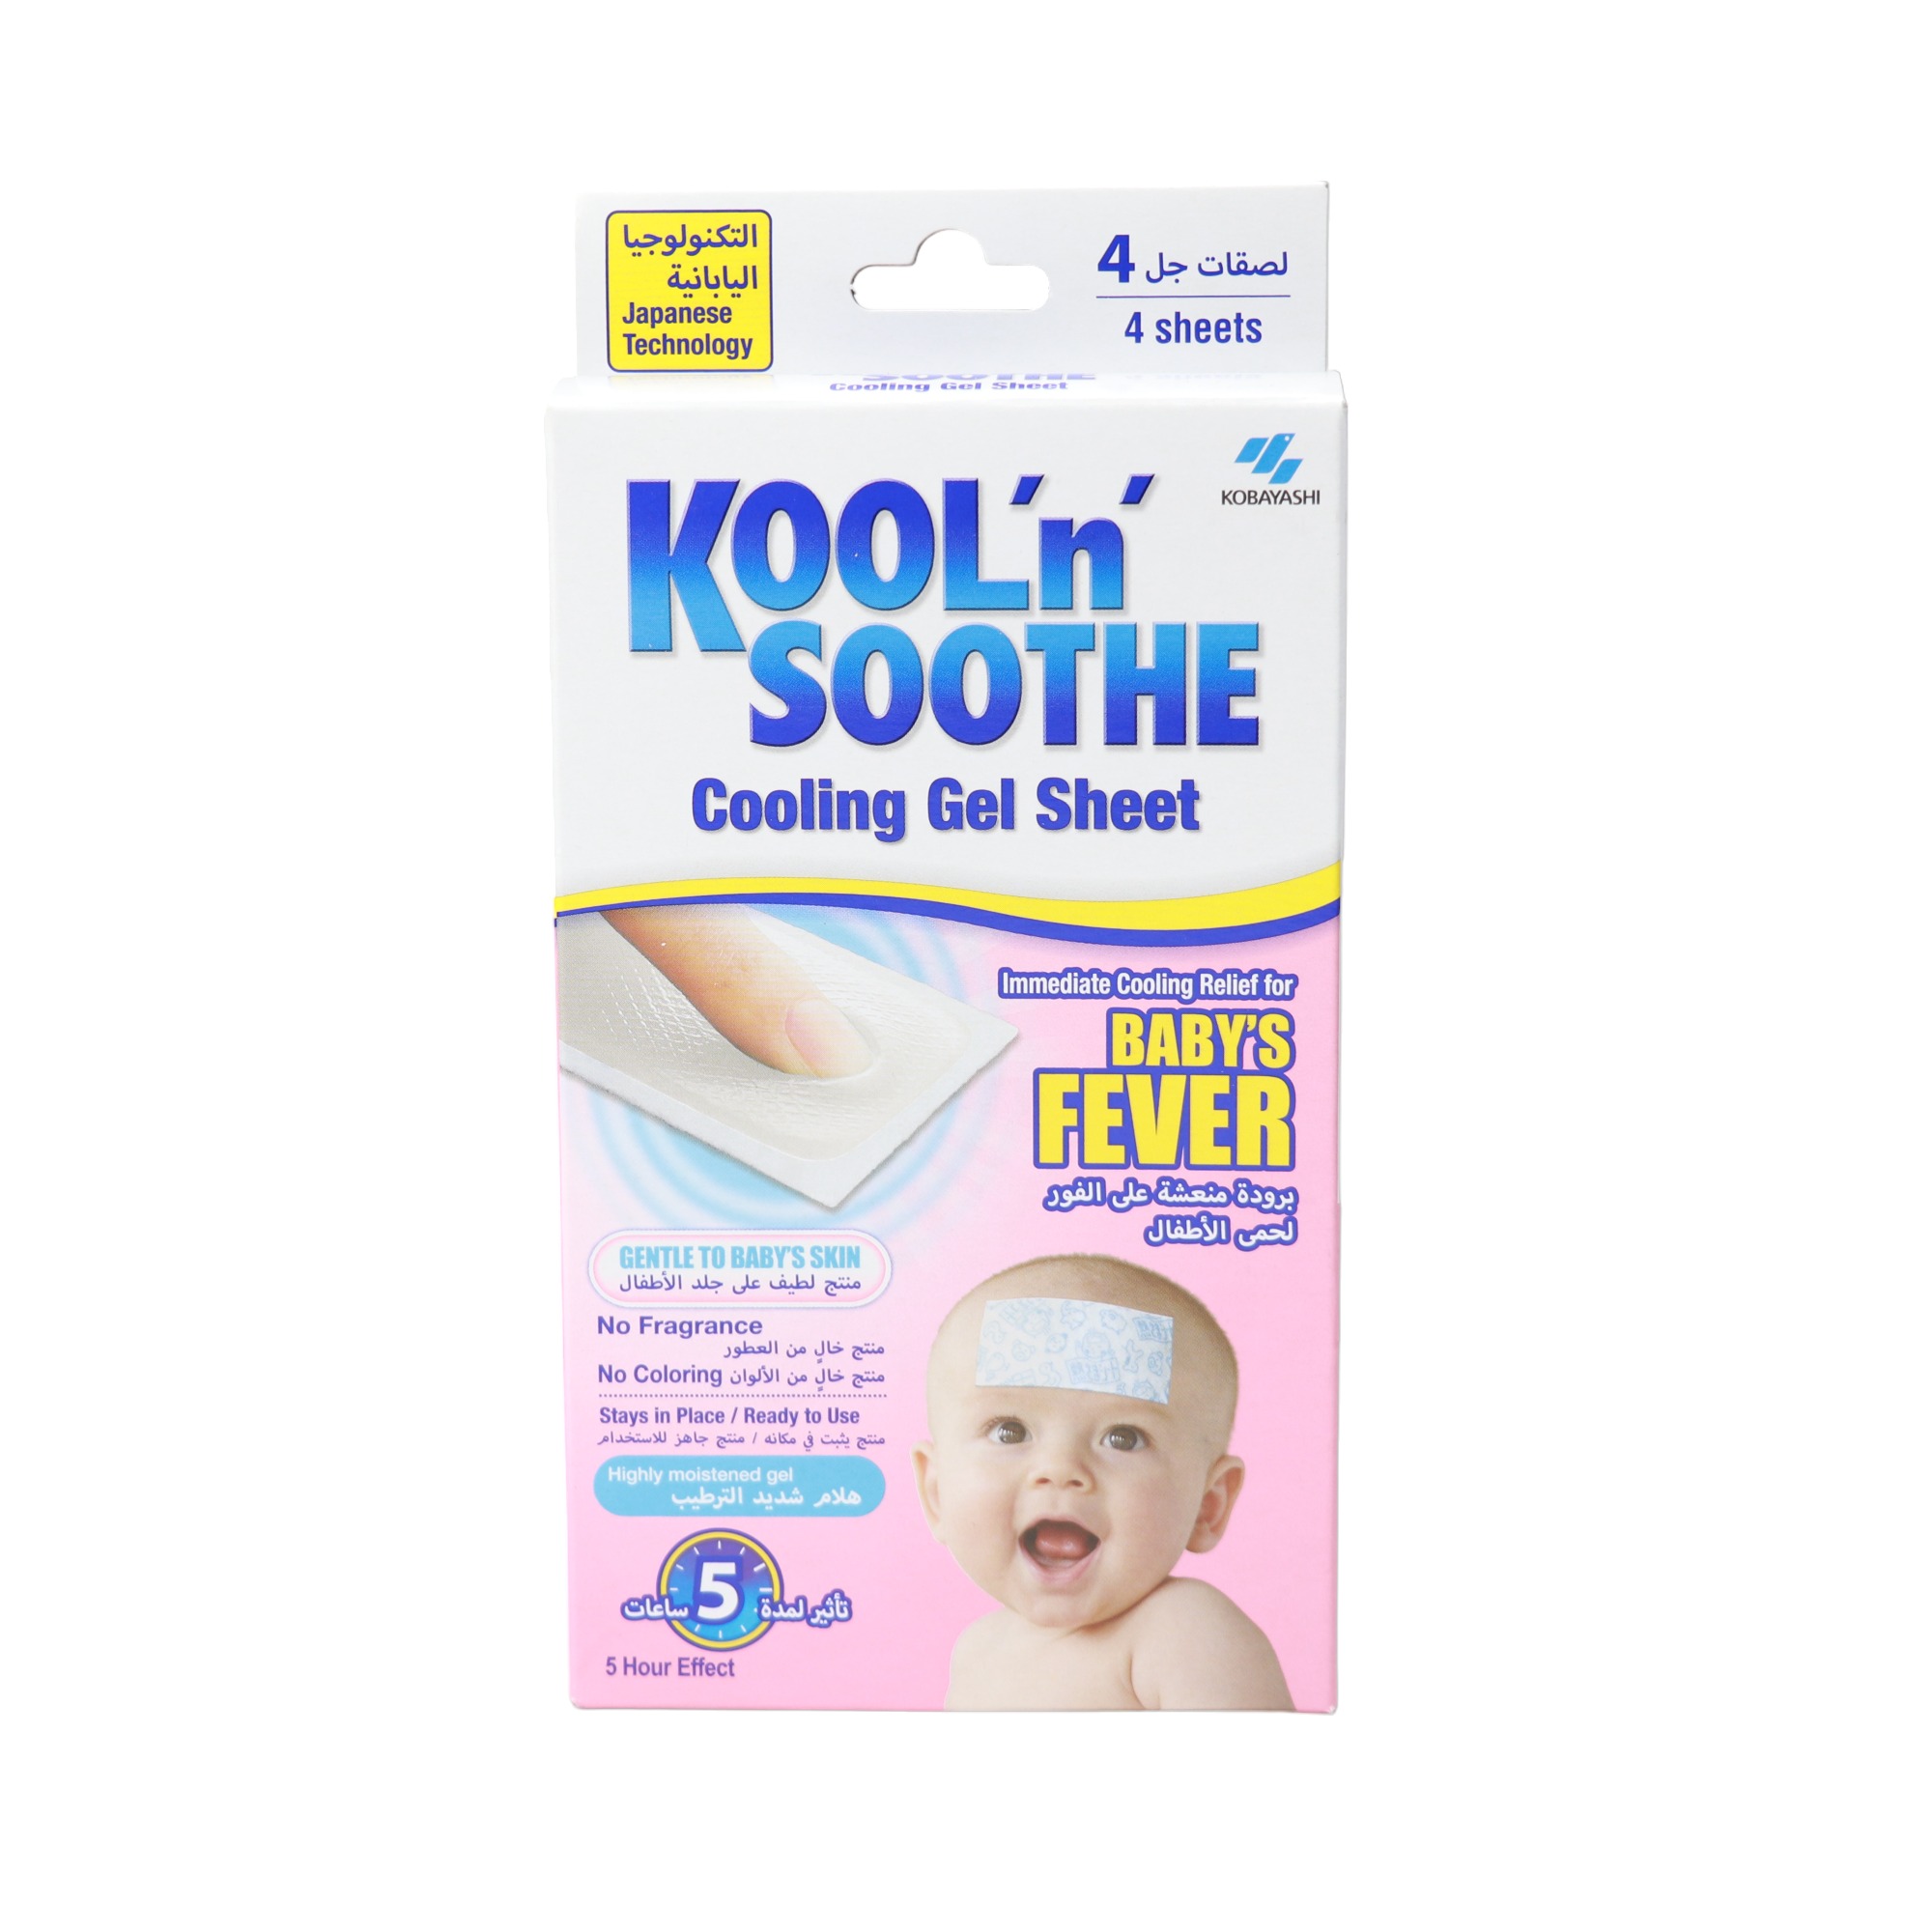 التكنولوجيا
اليابانية
Japanese
Technology
4 لصقات جل
4 sheets
SOOTHE
Cooling Gel Sheet
KOBAYASHI
KOOL'n'
SOOTHE
Cooling Gel Sheet
Immediate Cooling Relief for
BABY'S
FEVER
برودة منعشة على الفور
لحمى الأطفال
GENTLE TO BABY'S SKIN
منتج لطيف على جلد الأطفال
No Fragrance
منتج خالٍ من العطور
No Coloring منتج خالٍ من الألوان
Stays in Place / Ready to Use
منتج يثبت في مكانه / منتج جاهز للاستخدام
Highly moistened gel
هلام شديد الترطيب
تأثير لمدة 5 ساعات
5 Hour Effect